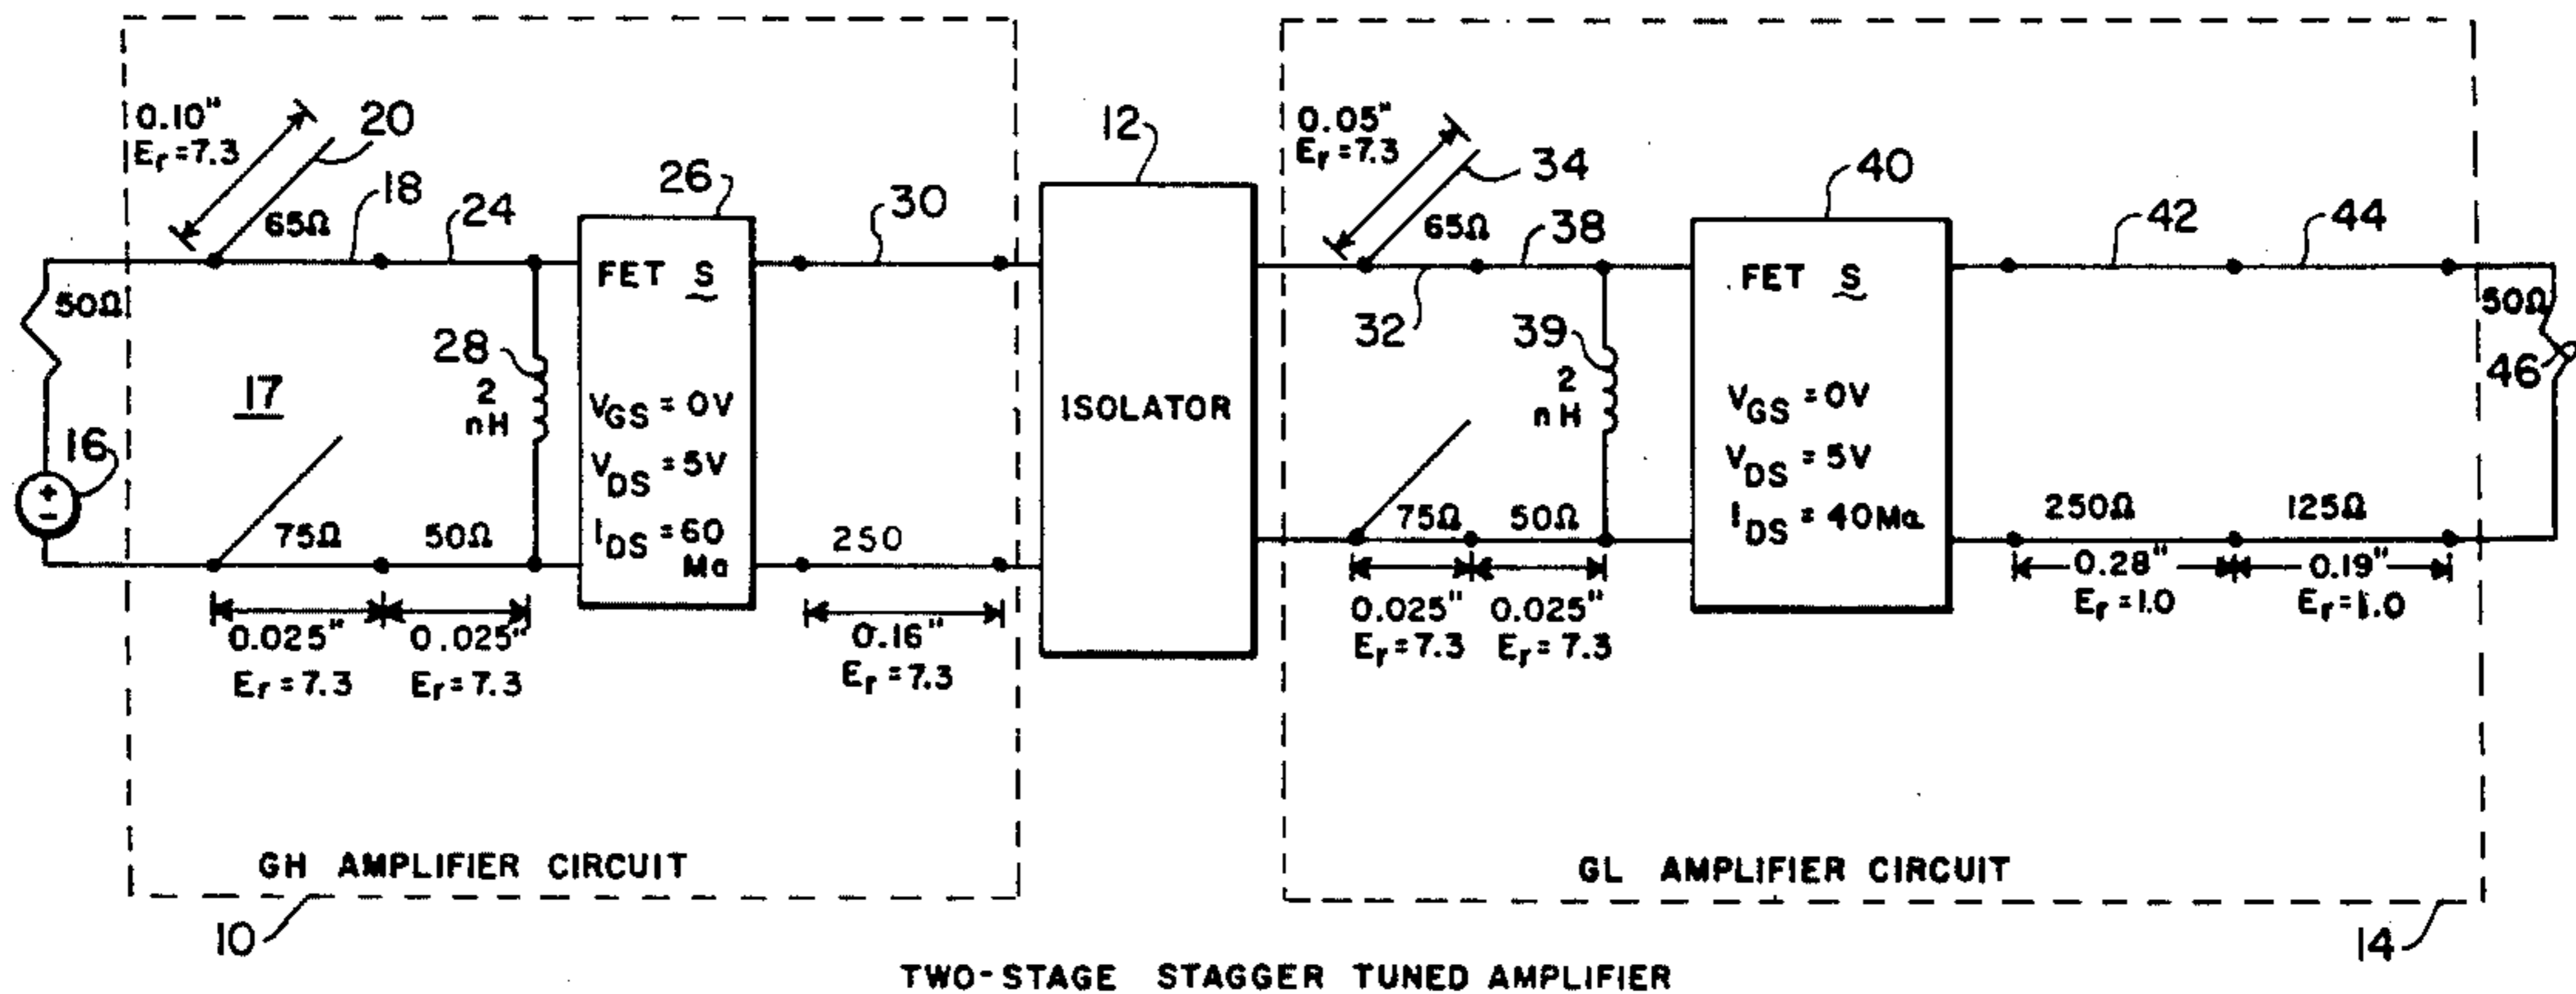 0.10"
Er=7.3
20
65Ω
18
24
50Ω
17
16
28
2
nH
75Ω
50Ω
0.025"
Er=7.3
0.025"
Er=7.3
26
FET S
VGS=0V
VDS=5V
IDS=60
Ma
30
250
0.16"
Er=7.3
GH AMPLIFIER CIRCUIT
10
12
ISOLATOR
0.05"
Er=7.3
34
65Ω
38
32
39
2
nH
75Ω
50Ω
0.025"
Er=7.3
0.025"
Er=7.3
40
FET S
VGS=0V
VDS=5V
IDS=40Ma
42
44
250Ω
125Ω
0.28"
Er=1.0
0.19"
Er=1.0
50Ω
46
GL AMPLIFIER CIRCUIT
14
TWO-STAGE STAGGER TUNED AMPLIFIER